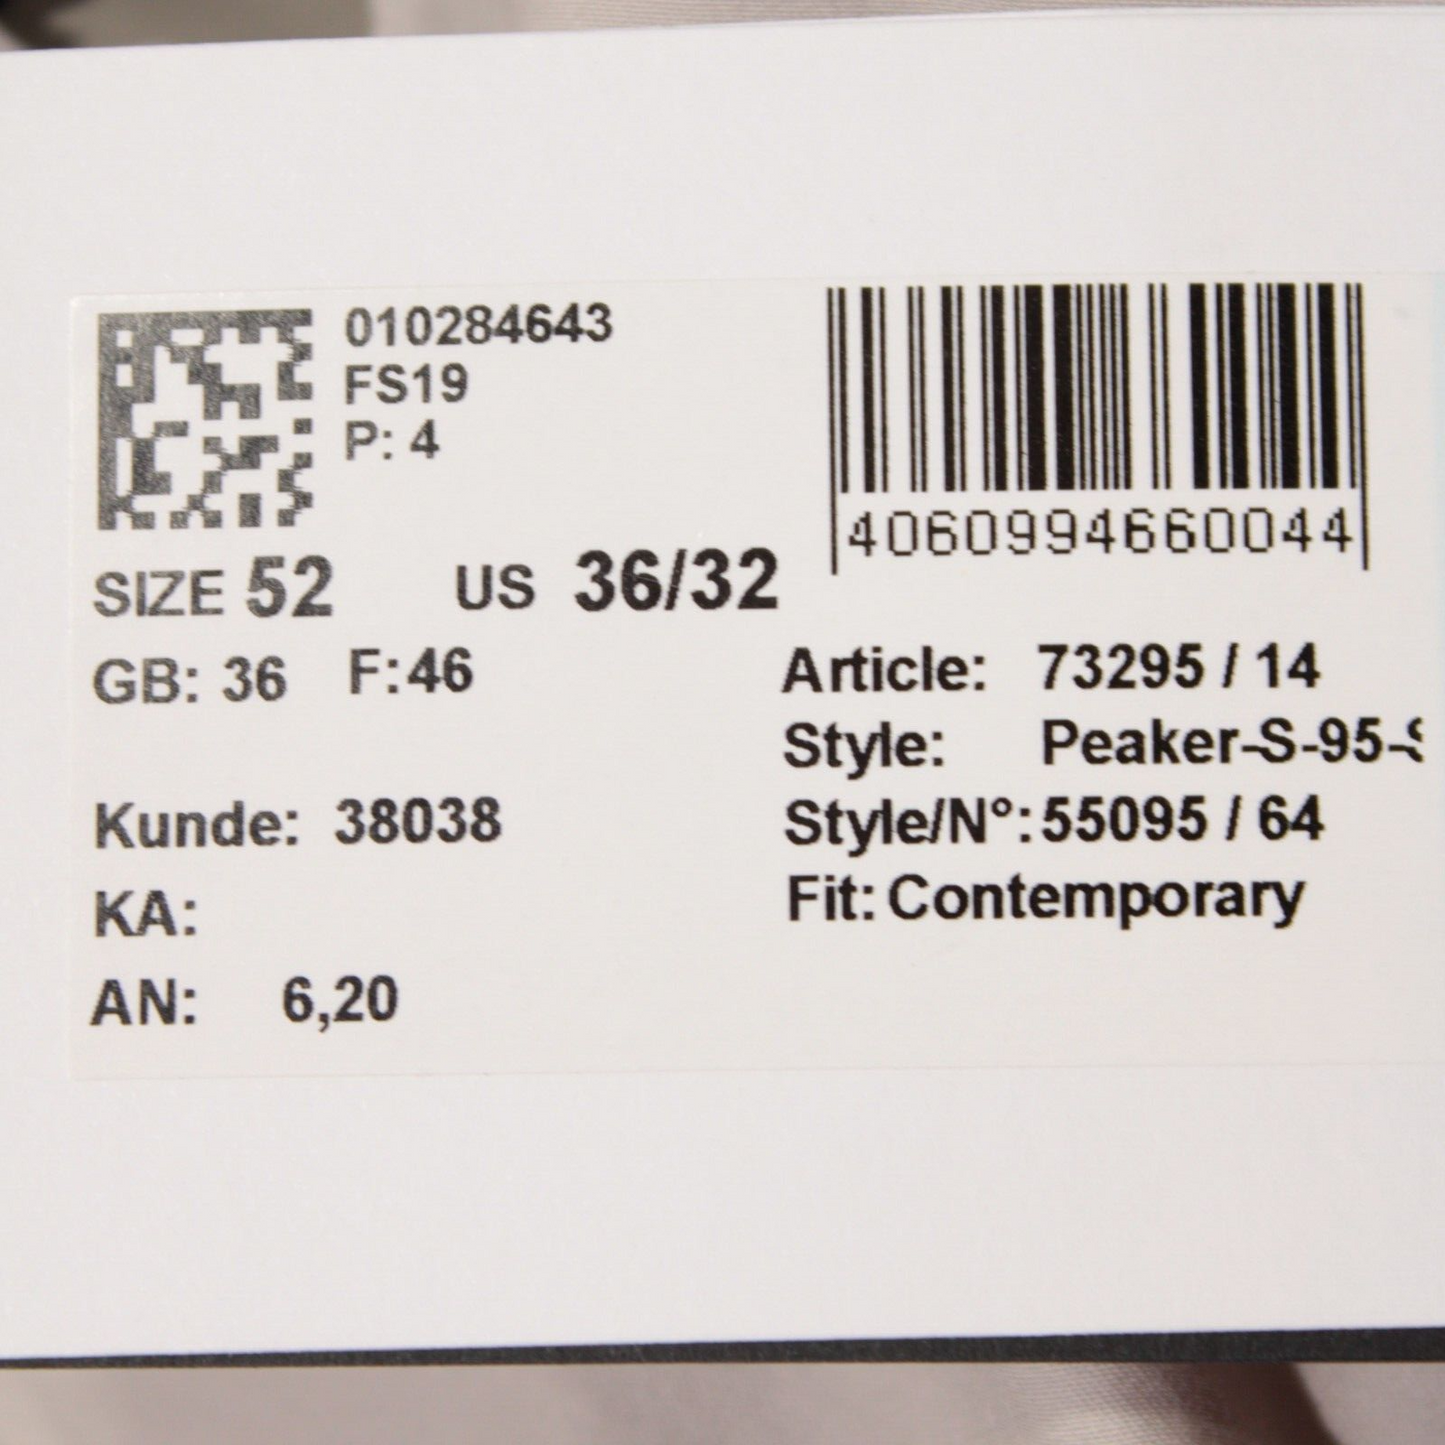 010284643
FS19
P: 4
4060994660044
SIZE 52 US 36/32
GB: 36 F:46
Article: 73295 / 14
Style: Peaker-S-95-S
Style/N°: 55095 / 64
Fit: Contemporary
Kunde: 38038
KA:
AN: 6,20